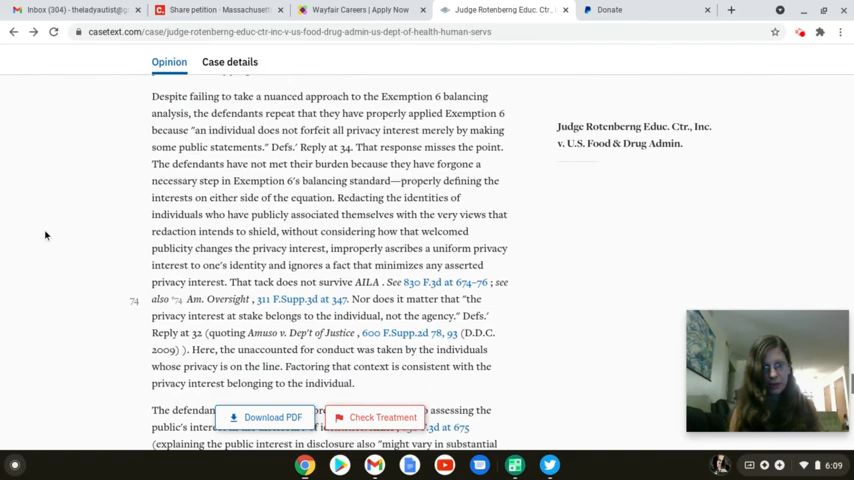 Inbox (304) - theladyautist@g
Share petition · Massachuset
Wayfair Careers | Apply Now
Judge Rotenberng Educ. Ctr.,
Donate
casetext.com/case/judge-rotenberng-educ-ctr-inc-v-us-food-drug-admin-us-dept-of-health-human-servs
Opinion
Case details
Despite failing to take a nuanced approach to the Exemption 6 balancing
analysis, the defendants repeat that they have properly applied Exemption 6
because "an individual does not forfeit all privacy interest merely by making
some public statements." Defs.' Reply at 34. That response misses the point.
The defendants have not met their burden because they have forgone a
necessary step in Exemption 6's balancing standard—properly defining the
interests on either side of the equation. Redacting the identities of
individuals who have publicly associated themselves with the very views that
redaction intends to shield, without considering how that welcomed
publicity changes the privacy interest, improperly ascribes a uniform privacy
interest to one's identity and ignores a fact that minimizes any asserted
privacy interest. That tack does not survive AILA . See 830 F.3d at 674–76 ; see
74 also *74 Am. Oversight , 311 F.Supp.3d at 347. Nor does it matter that "the
privacy interest at stake belongs to the individual, not the agency." Defs.'
Reply at 32 (quoting Amuso v. Dep't of Justice , 600 F.Supp.2d 78, 93 (D.D.C.
2009) ). Here, the unaccounted for conduct was taken by the individuals
whose privacy is on the line. Factoring that context is consistent with the
privacy interest belonging to the individual.
The defendan
o assessing the
public's inter
F.3d at 675
(explaining the public interest in disclosure also "might vary in substantial
Download PDF
Check Treatment
Judge Rotenberng Educ. Ctr., Inc.
v. U.S. Food & Drug Admin.
6:09